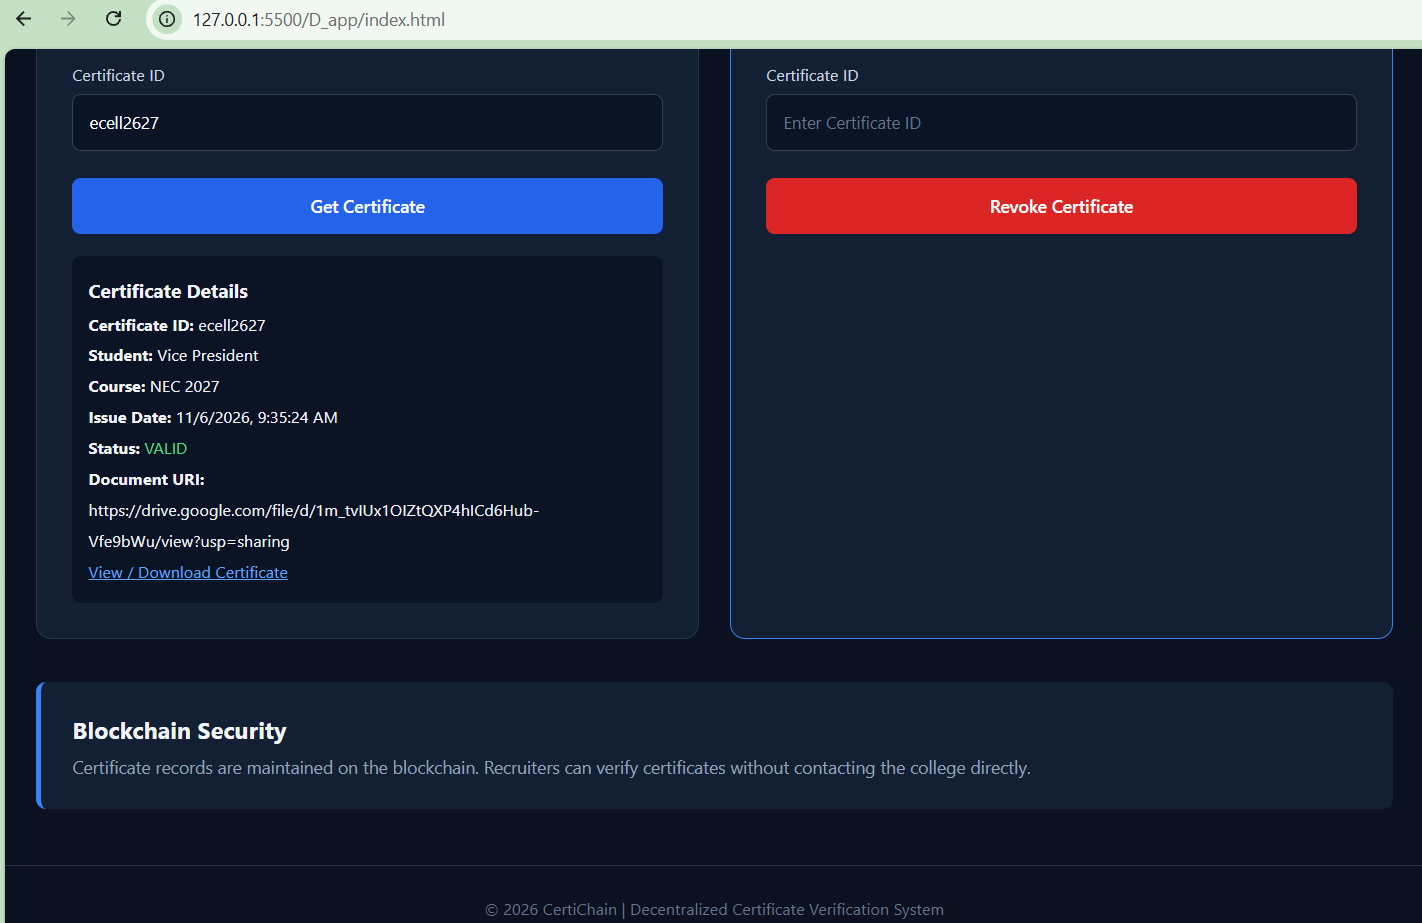 127.0.0.1:5500/D_app/index.html
Certificate ID
ecell2627
Get Certificate
Certificate Details
Certificate ID: ecell2627
Student: Vice President
Course: NEC 2027
Issue Date: 11/6/2026, 9:35:24 AM
Status: VALID
Document URI:
https://drive.google.com/file/d/1m_tvIUx1OIZtQXP4hICd6Hub-
Vfe9bWu/view?usp=sharing
View / Download Certificate
Certificate ID
Enter Certificate ID
Revoke Certificate
Blockchain Security
Certificate records are maintained on the blockchain. Recruiters can verify certificates without contacting the college directly.
© 2026 CertiChain | Decentralized Certificate Verification System